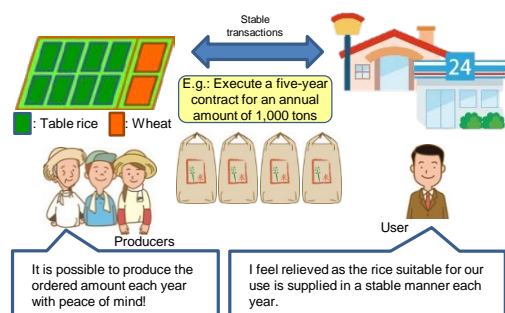 Stable
transactions
24
E.g.: Execute a five-year
contract for an annual
amount of 1,000 tons
: Table rice
: Wheat
Producers
User
It is possible to produce the
ordered amount each year
with peace of mind!
I feel relieved as the rice suitable for our
use is supplied in a stable manner each
year.